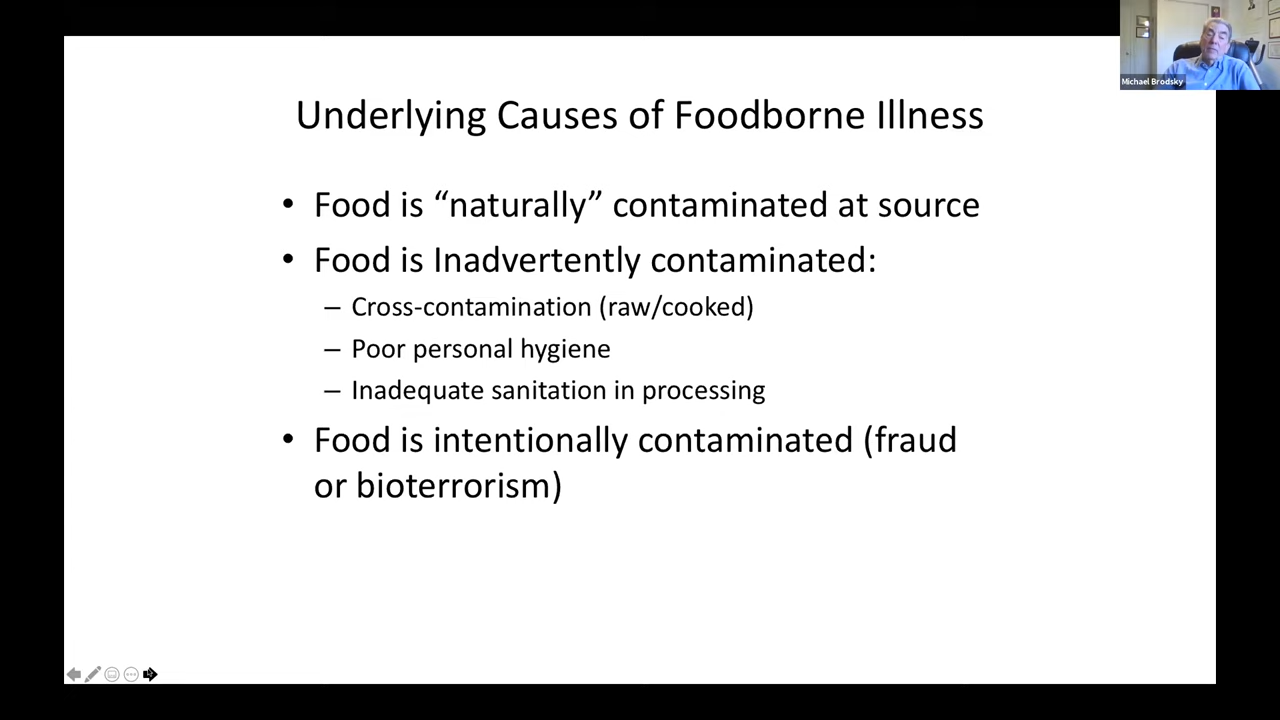 Michael Brodsky
Underlying Causes of Foodborne Illness
• Food is “naturally” contaminated at source
• Food is Inadvertently contaminated:
– Cross-contamination (raw/cooked)
– Poor personal hygiene
– Inadequate sanitation in processing
• Food is intentionally contaminated (fraud
or bioterrorism)